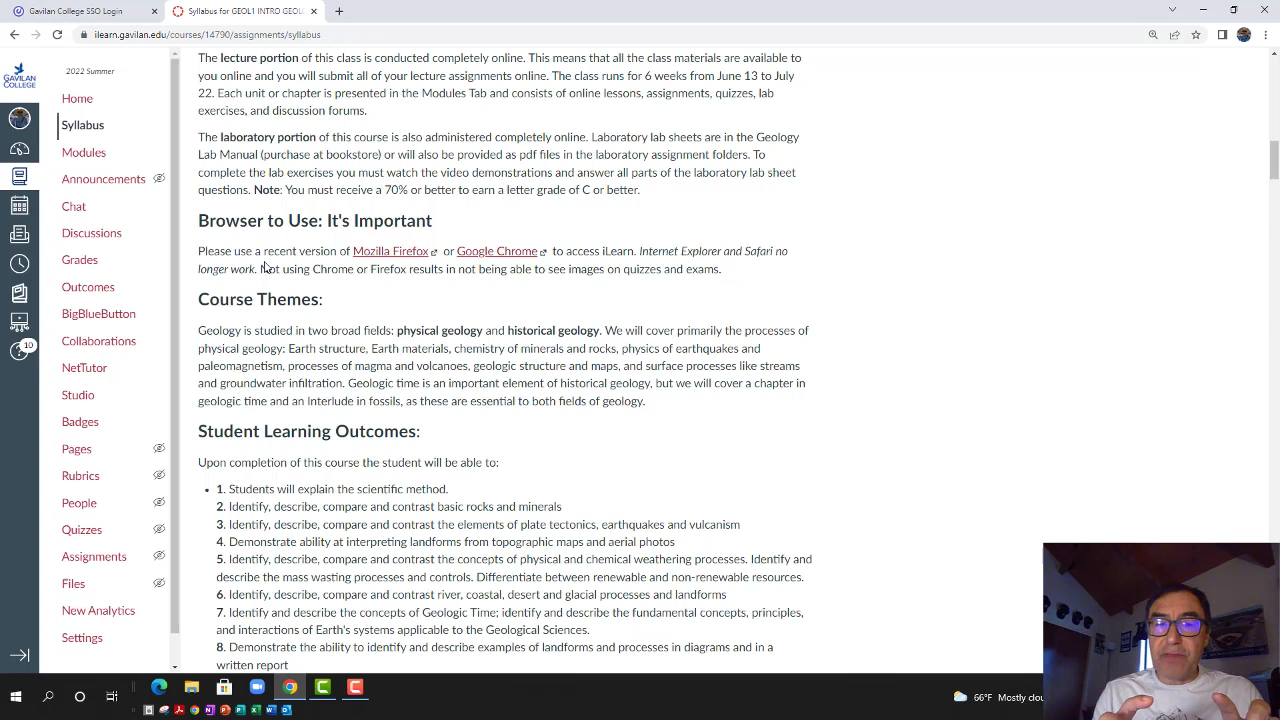 Gavilan College SSO Login
Syllabus for GEOL1 INTRO GEOL
ilearn.gavilan.edu/courses/14790/assignments/syllabus
GAVILAN
COLLEGE
10
2022 Summer
Home
Syllabus
Modules
Announcements
Chat
Discussions
Grades
Outcomes
BigBlueButton
Collaborations
NetTutor
Studio
Badges
Pages
Rubrics
People
Quizzes
Assignments
Files
New Analytics
Settings
The lecture portion of this class is conducted completely online. This means that all the class materials are available to
you online and you will submit all of your lecture assignments online. The class runs for 6 weeks from June 13 to July
22. Each unit or chapter is presented in the Modules Tab and consists of online lessons, assignments, quizzes, lab
exercises, and discussion forums.
The laboratory portion of this course is also administered completely online. Laboratory lab sheets are in the Geology
Lab Manual (purchase at bookstore) or will also be provided as pdf files in the laboratory assignment folders. To
complete the lab exercises you must watch the video demonstrations and answer all parts of the laboratory lab sheet
questions. Note: You must receive a 70% or better to earn a letter grade of C or better.
Browser to Use: It's Important
Please use a recent version of Mozilla Firefox or Google Chrome to access iLearn. Internet Explorer and Safari no
longer work. Not using Chrome or Firefox results in not being able to see images on quizzes and exams.
Course Themes:
Geology is studied in two broad fields: physical geology and historical geology. We will cover primarily the processes of
physical geology: Earth structure, Earth materials, chemistry of minerals and rocks, physics of earthquakes and
paleomagnetism, processes of magma and volcanoes, geologic structure and maps, and surface processes like streams
and groundwater infiltration. Geologic time is an important element of historical geology, but we will cover a chapter in
geologic time and an Interlude in fossils, as these are essential to both fields of geology.
Student Learning Outcomes:
Upon completion of this course the student will be able to:
• 1. Students will explain the scientific method.
2. Identify, describe, compare and contrast basic rocks and minerals
3. Identify, describe, compare and contrast the elements of plate tectonics, earthquakes and vulcanism
4. Demonstrate ability at interpreting landforms from topographic maps and aerial photos
5. Identify, describe, compare and contrast the concepts of physical and chemical weathering processes. Identify and
describe the mass wasting processes and controls. Differentiate between renewable and non-renewable resources.
6. Identify, describe, compare and contrast river, coastal, desert and glacial processes and landforms
7. Identify and describe the concepts of Geologic Time; identify and describe the fundamental concepts, principles,
and interactions of Earth's systems applicable to the Geological Sciences.
8. Demonstrate the ability to identify and describe examples of landforms and processes in diagrams and in a
written report
66°F Mostly clou